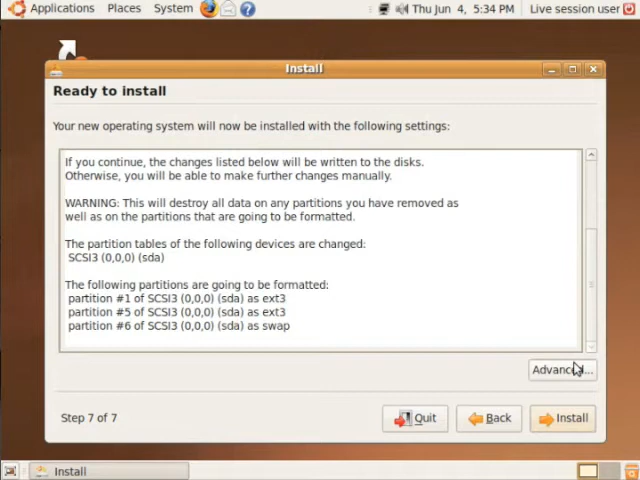 Applications Places System Thu Jun 4, 5:34 PM Live session user
Install
Ready to install
Your new operating system will now be installed with the following settings:
If you continue, the changes listed below will be written to the disks.
Otherwise, you will be able to make further changes manually.
WARNING: This will destroy all data on any partitions you have removed as
well as on the partitions that are going to be formatted.
The partition tables of the following devices are changed:
SCSI3 (0,0,0) (sda)
The following partitions are going to be formatted:
partition #1 of SCSI3 (0,0,0) (sda) as ext3
partition #5 of SCSI3 (0,0,0) (sda) as ext3
partition #6 of SCSI3 (0,0,0) (sda) as swap
Advanced...
Step 7 of 7 Quit Back Install
Install